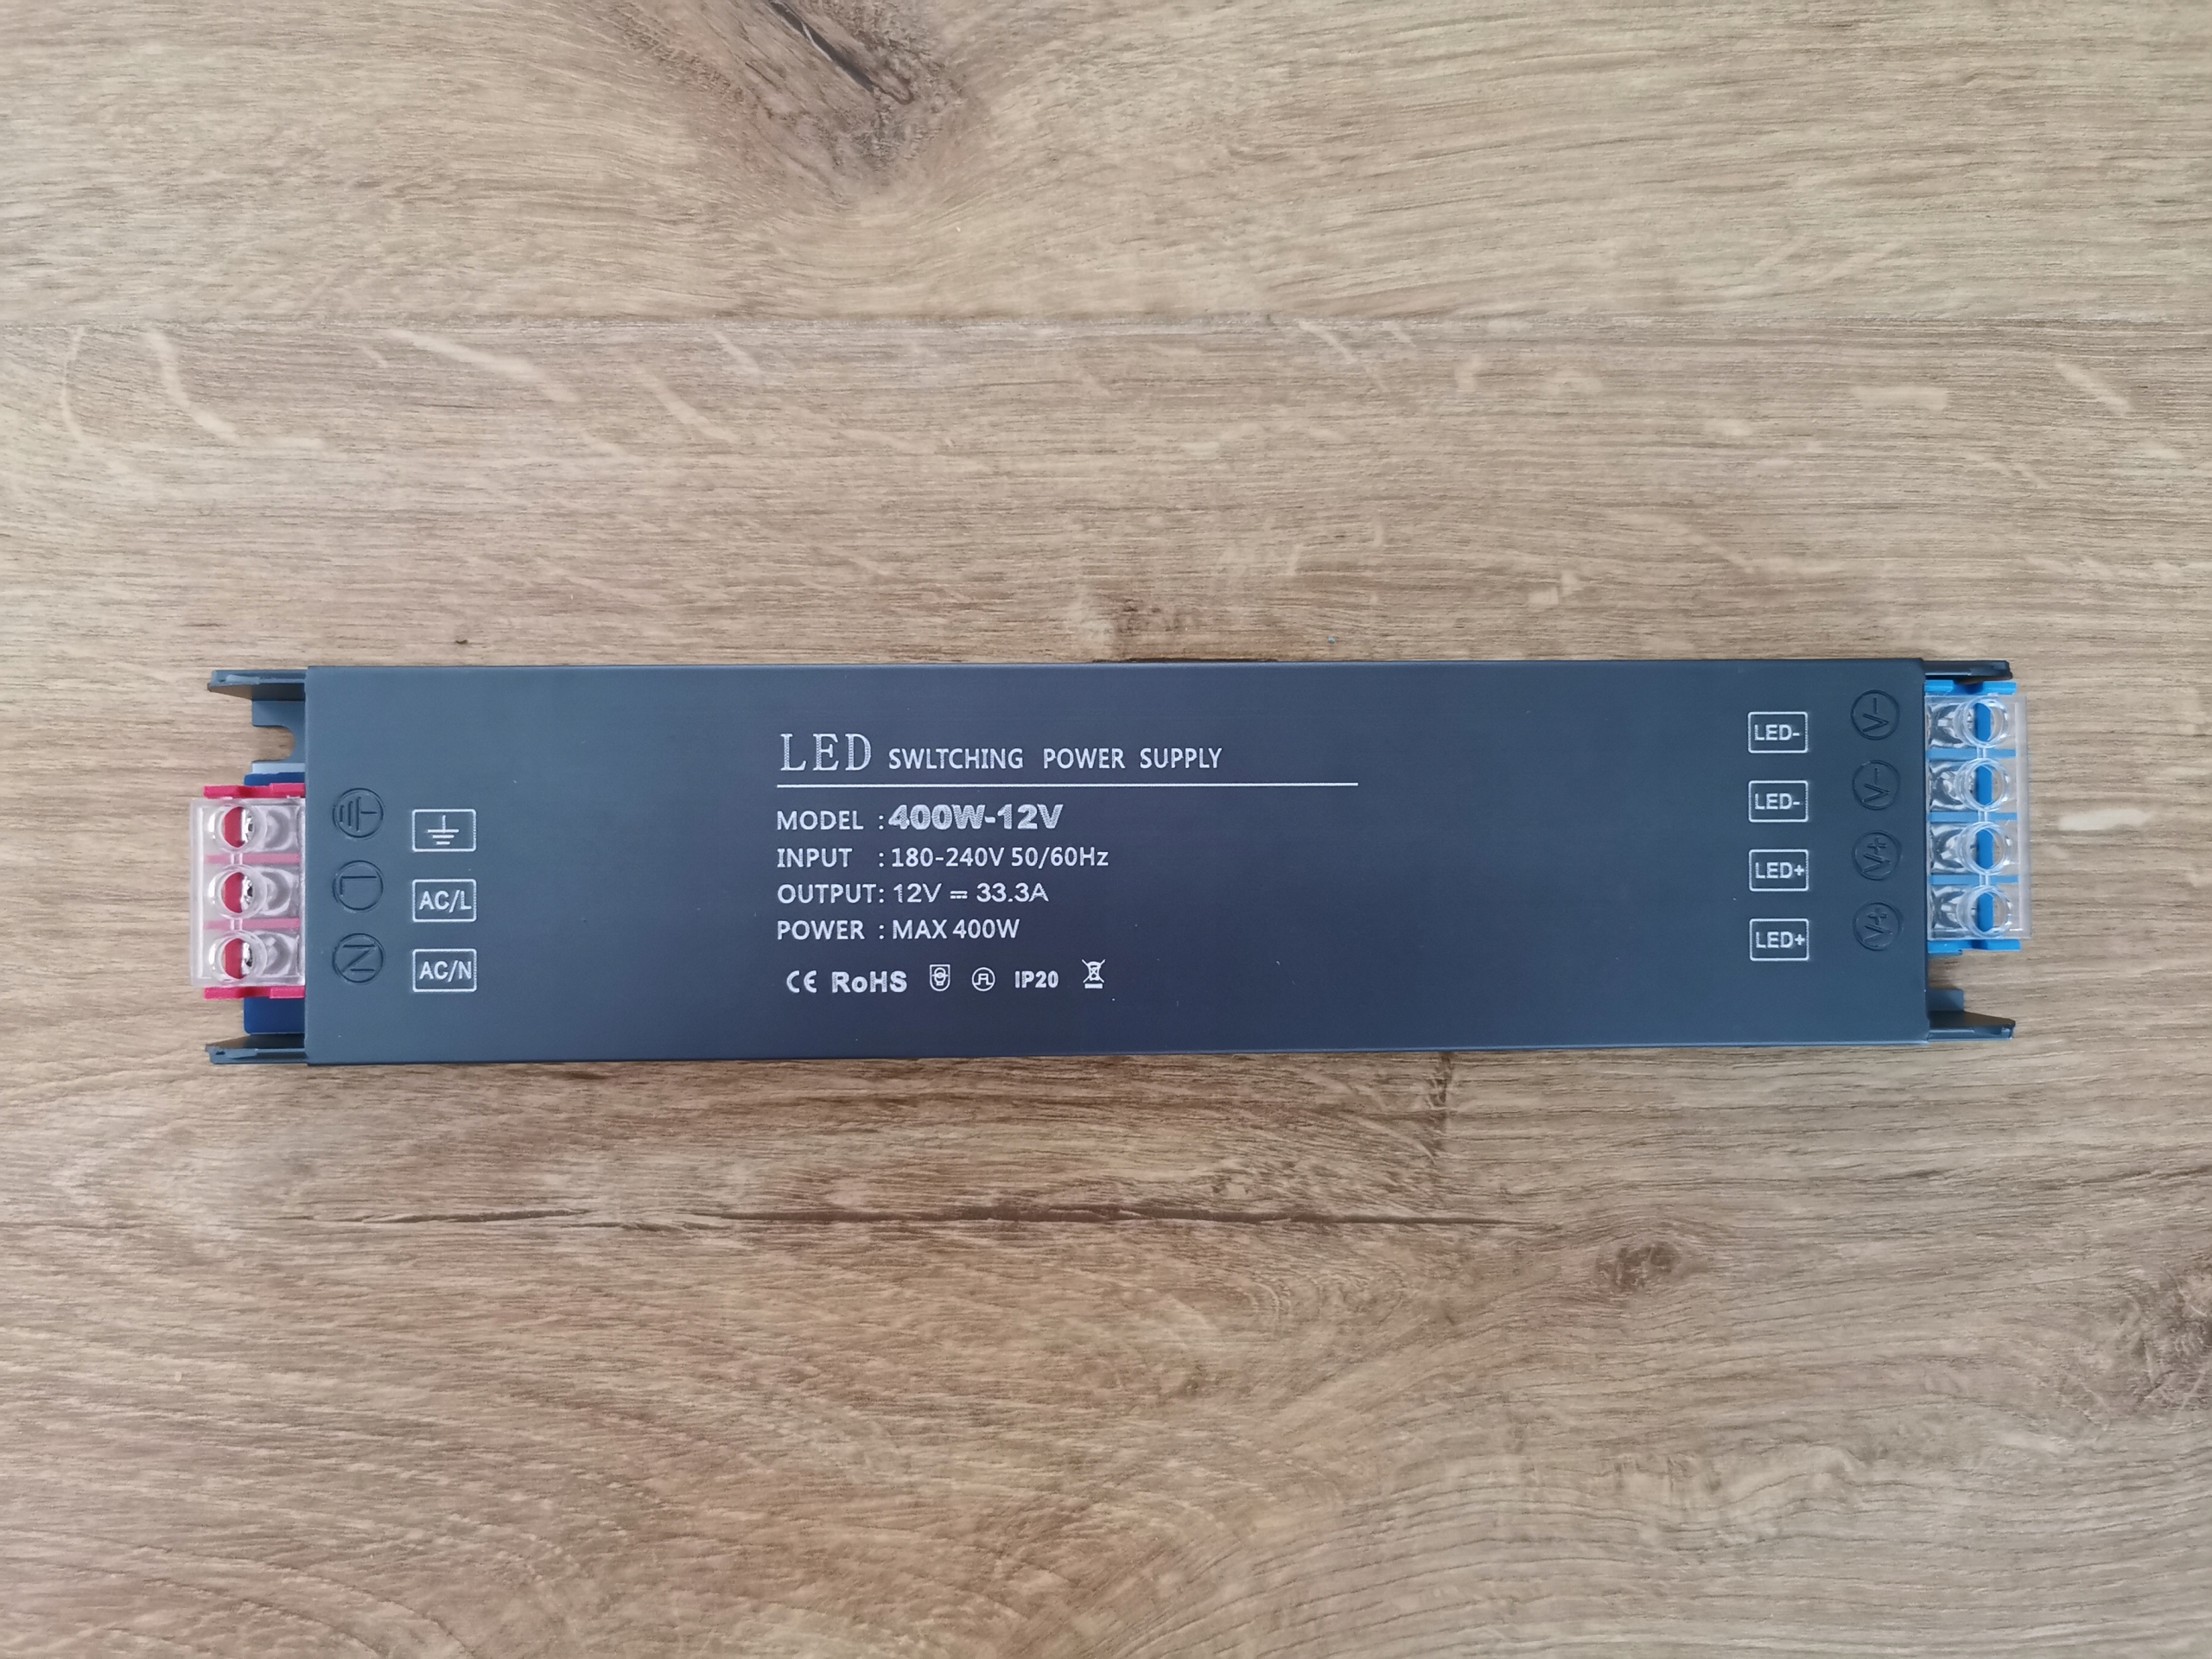 LED SWLTCHING POWER SUPPLY
MODEL :400W-12V
INPUT :180-240V 50/60Hz
OUTPUT: 12V ⎓ 33.3A
POWER : MAX 400W
CE RoHS IP20
L
N
AC/L
AC/N
LED-
LED-
LED+
LED+
V-
V-
V+
V+